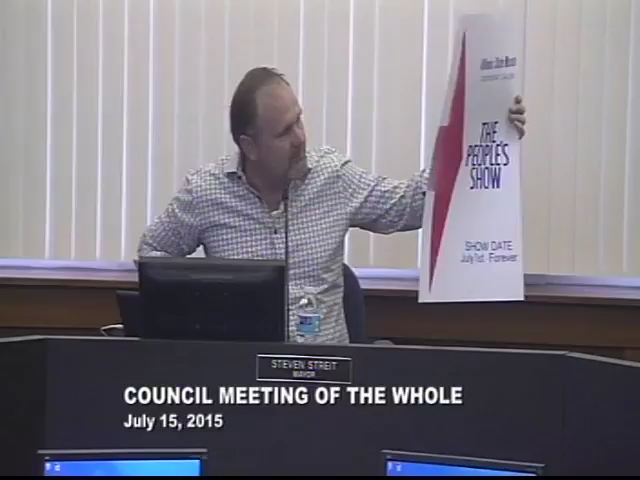 THE
PEOPLE'S
SHOW
SHOW DATE
July 1st Forever
STEVEN STREIT
MAYOR
COUNCIL MEETING OF THE WHOLE
July 15, 2015